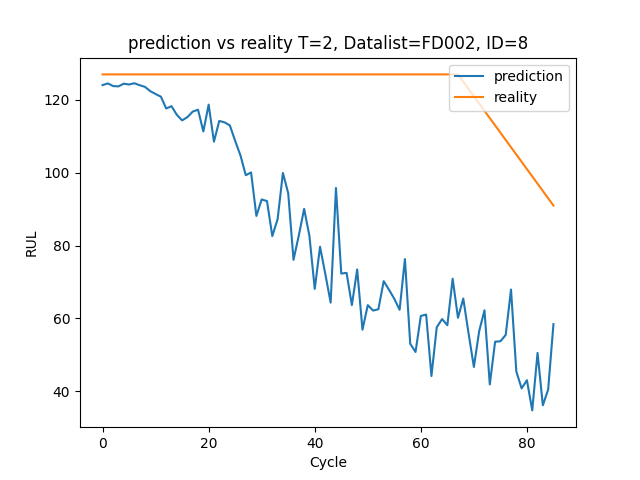 prediction vs reality T=2, Datalist=FD002, ID=8
prediction
reality
120
100
80
60
40
RUL
0 20 40 60 80
Cycle